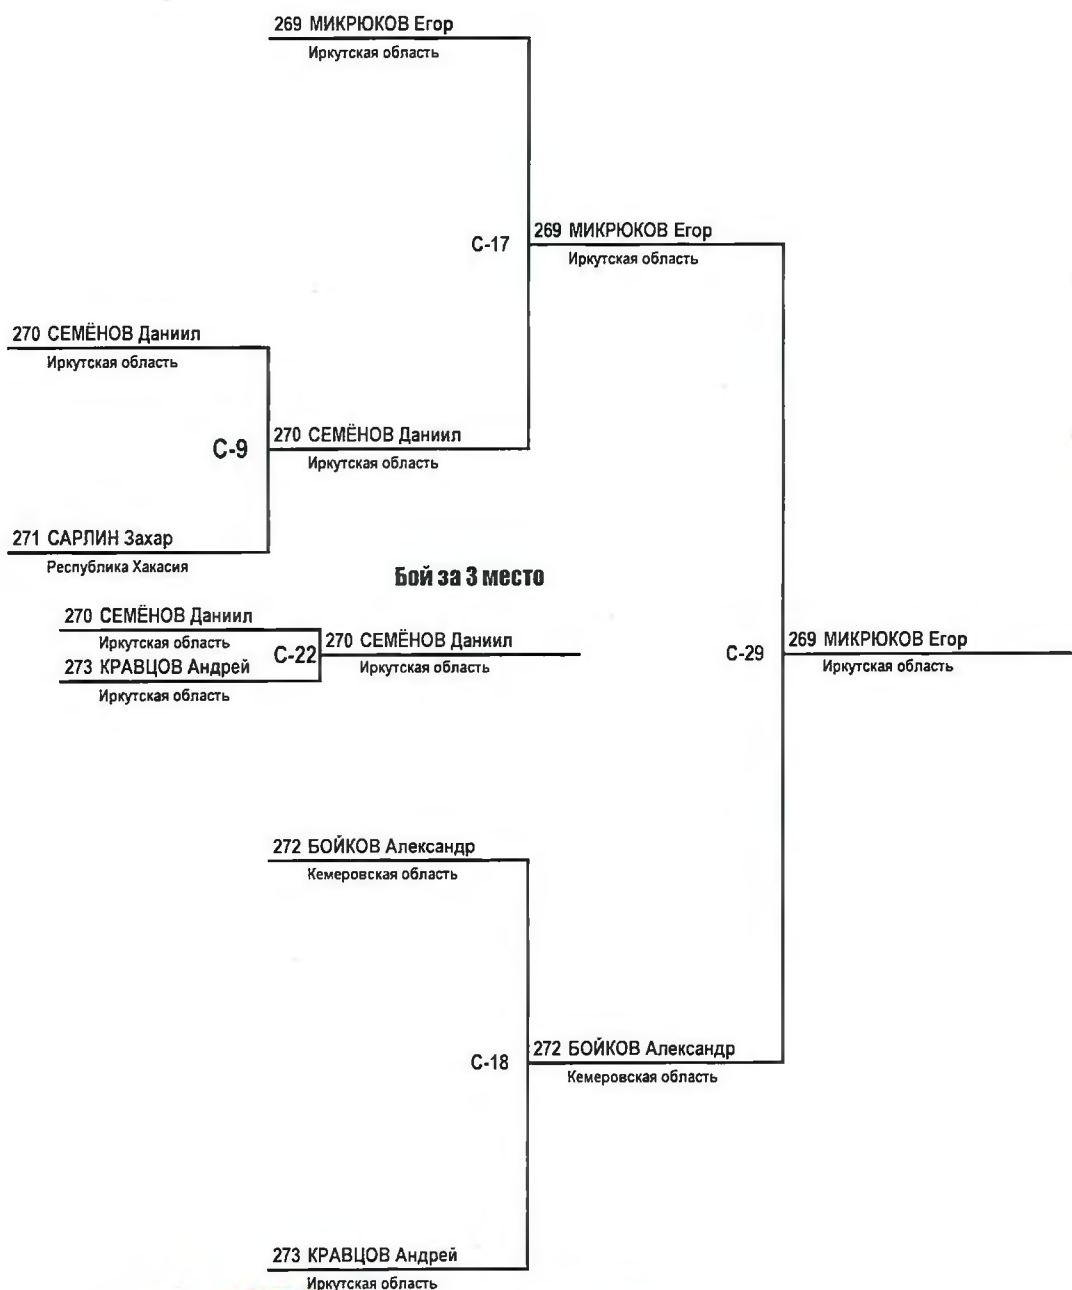 269 МИКРЮКОВ Егор
Иркутская область
С-17
269 МИКРЮКОВ Егор
Иркутская область
270 СЕМЁНОВ Даниил
Иркутская область
С-9
270 СЕМЁНОВ Даниил
Иркутская область
271 САРЛИН Захар
Республика Хакасия
Бой за 3 место
270 СЕМЁНОВ Даниил
Иркутская область
273 КРАВЦОВ Андрей
Иркутская область
С-22
270 СЕМЁНОВ Даниил
Иркутская область
С-29
269 МИКРЮКОВ Егор
Иркутская область
272 БОЙКОВ Александр
Кемеровская область
С-18
272 БОЙКОВ Александр
Кемеровская область
273 КРАВЦОВ Андрей
Иркутская область